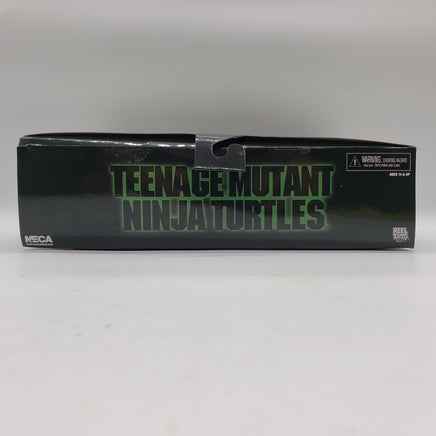 WARNING: CHOKING HAZARD
AGES 14 & UP
TEENAGE MUTANT
NINJA TURTLES
NECA
REEL
TOYS